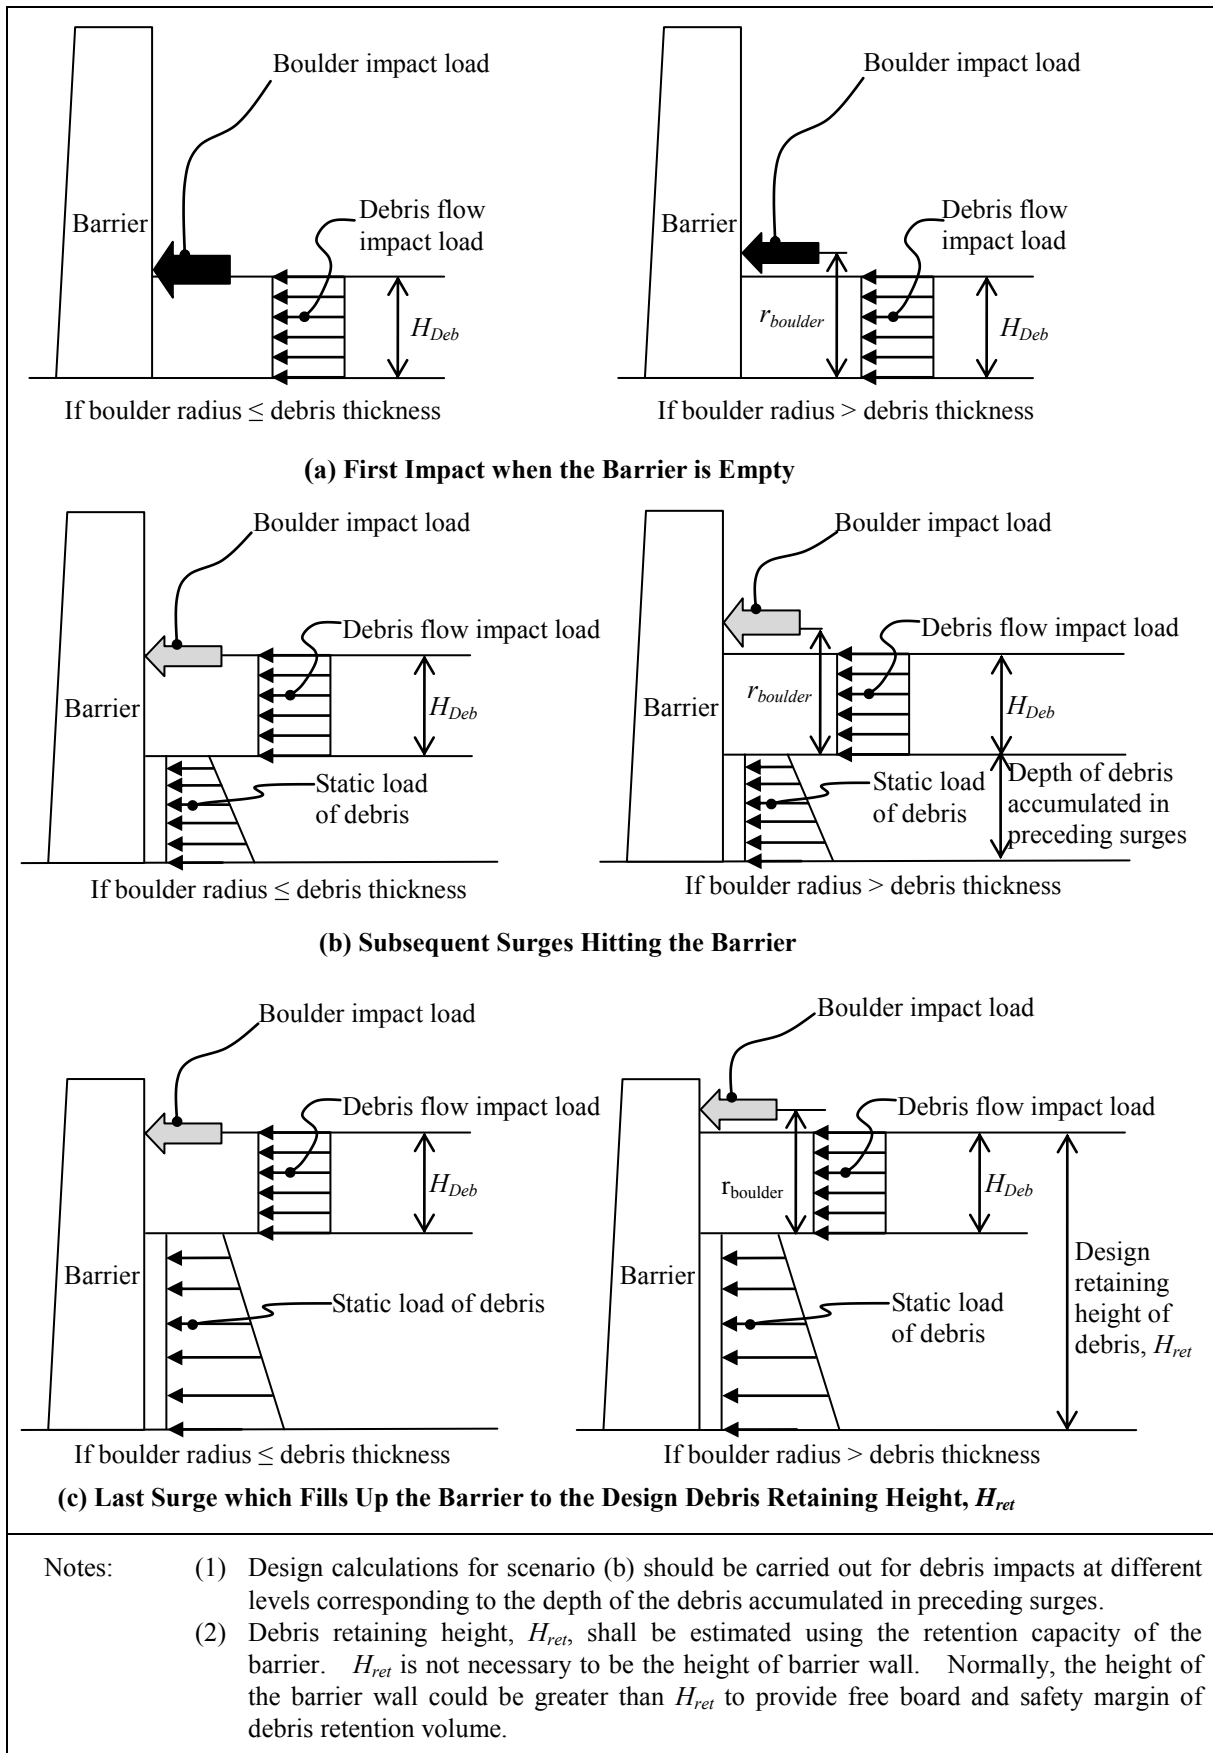 Boulder impact load
Debris flow
impact load
Barrier
H_Deb
If boulder radius ≤ debris thickness
Boulder impact load
Debris flow
impact load
Barrier
r_boulder
H_Deb
If boulder radius > debris thickness
(a) First Impact when the Barrier is Empty
Boulder impact load
Debris flow impact load
Barrier
H_Deb
Static load
of debris
If boulder radius ≤ debris thickness
Boulder impact load
Debris flow impact load
r_boulder
Barrier
H_Deb
Static load
of debris
Depth of debris
accumulated in
preceding surges
If boulder radius > debris thickness
(b) Subsequent Surges Hitting the Barrier
Boulder impact load
Debris flow impact load
H_Deb
Barrier
Static load of debris
If boulder radius ≤ debris thickness
Boulder impact load
Debris flow impact load
r_boulder
H_Deb
Barrier
Static load
of debris
Design
retaining
height of
debris, H_ret
If boulder radius > debris thickness
(c) Last Surge which Fills Up the Barrier to the Design Debris Retaining Height, H_ret
Notes: (1) Design calculations for scenario (b) should be carried out for debris impacts at different
levels corresponding to the depth of the debris accumulated in preceding surges.
(2) Debris retaining height, H_ret, shall be estimated using the retention capacity of the
barrier. H_ret is not necessary to be the height of barrier wall. Normally, the height of
the barrier wall could be greater than H_ret to provide free board and safety margin of
debris retention volume.